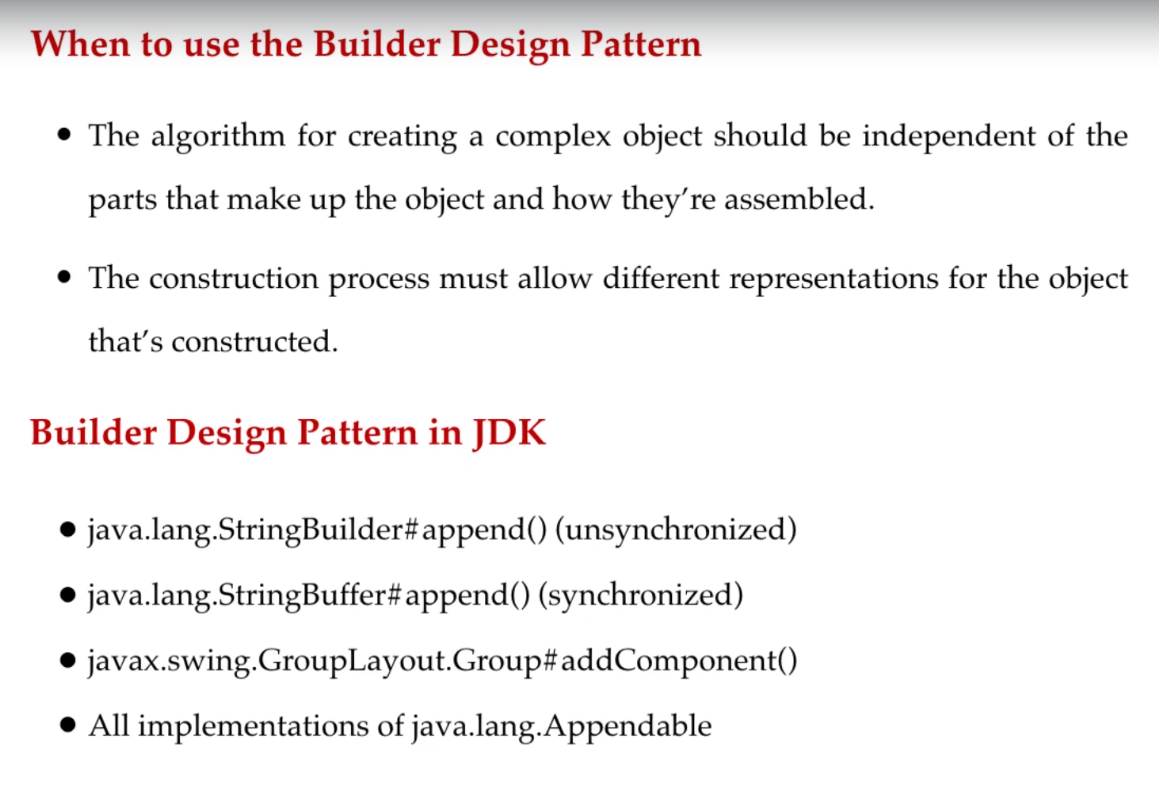 When to use the Builder Design Pattern
● The algorithm for creating a complex object should be independent of the
parts that make up the object and how they're assembled.
● The construction process must allow different representations for the object
that's constructed.
Builder Design Pattern in JDK
● java.lang.StringBuilder#append() (unsynchronized)
● java.lang.StringBuffer#append() (synchronized)
● javax.swing.GroupLayout.Group#addComponent()
● All implementations of java.lang.Appendable